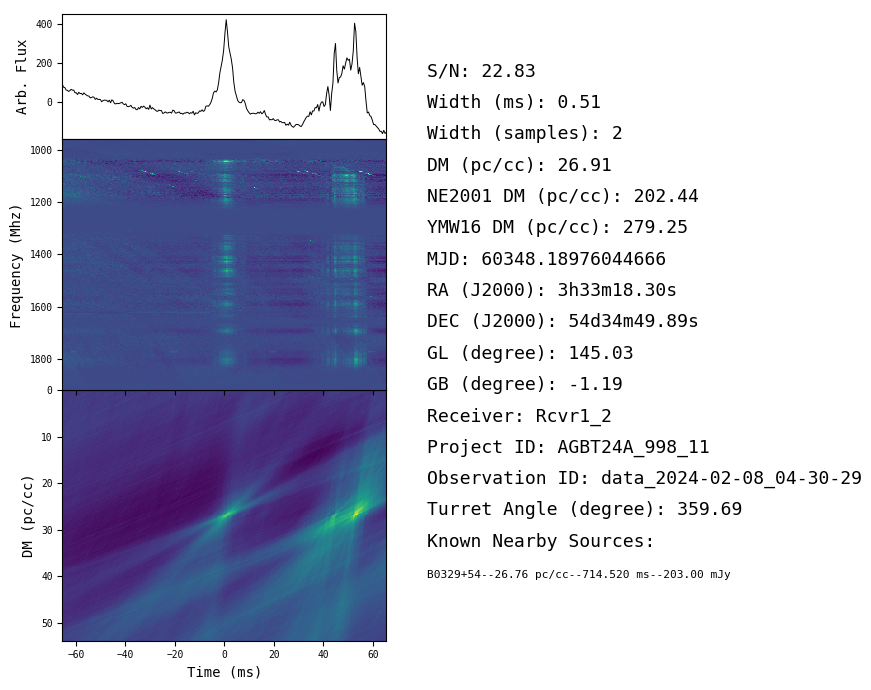 400
200
0
Arb. Flux
1000
1200
1400
1600
1800
Frequency (Mhz)
0
10
20
30
40
50
DM (pc/cc)
−60 −40 −20 0 20 40 60
Time (ms)
S/N: 22.83
Width (ms): 0.51
Width (samples): 2
DM (pc/cc): 26.91
NE2001 DM (pc/cc): 202.44
YMW16 DM (pc/cc): 279.25
MJD: 60348.18976044666
RA (J2000): 3h33m18.30s
DEC (J2000): 54d34m49.89s
GL (degree): 145.03
GB (degree): -1.19
Receiver: Rcvr1_2
Project ID: AGBT24A_998_11
Observation ID: data_2024-02-08_04-30-29
Turret Angle (degree): 359.69
Known Nearby Sources:
B0329+54--26.76 pc/cc--714.520 ms--203.00 mJy